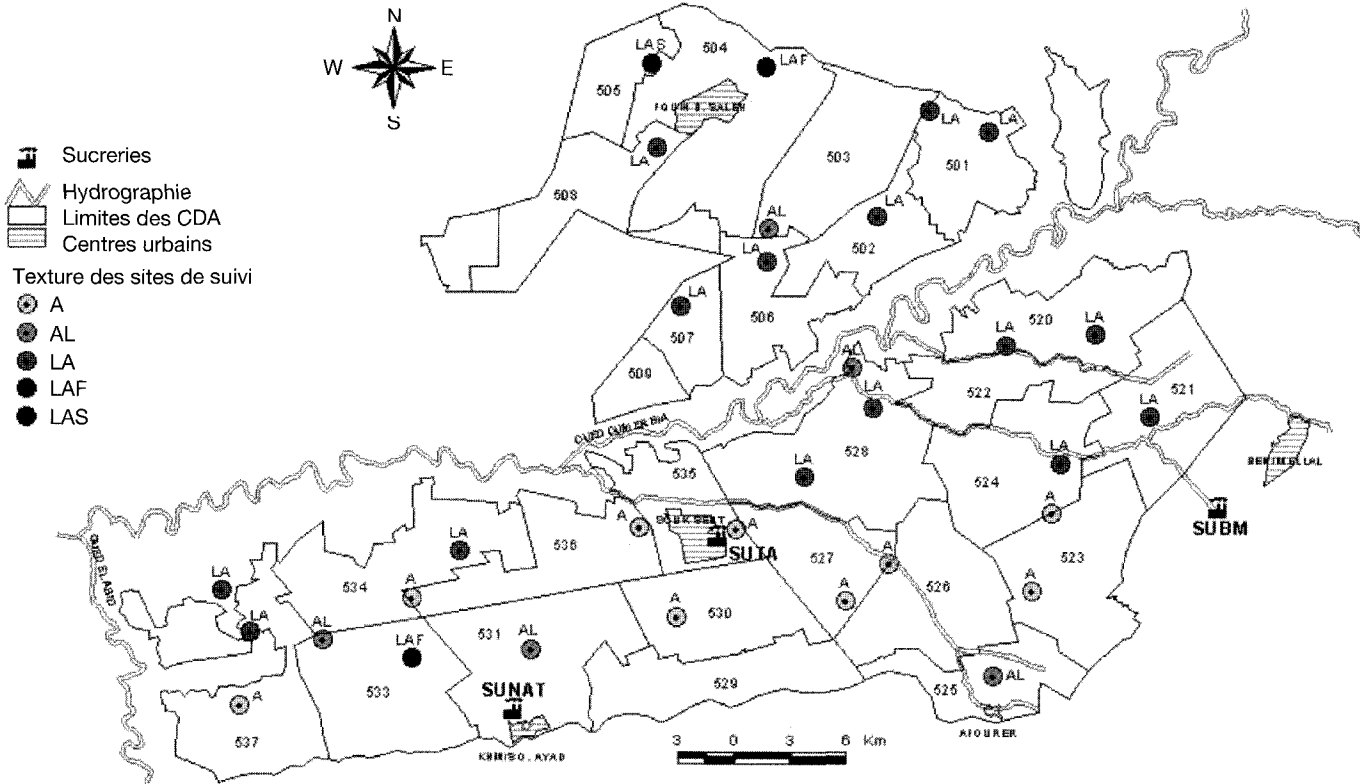 N
W E
S
Sucreries
Hydrographie
Limites des CDA
Centres urbains
Texture des sites de suivi
A
AL
LA
LAF
LAS
LAS
504
LAF
505
LA
LA
LA
503
501
508
AL
LA
502
LA
LA
506
507
509
LA
LA
520
AL
LA
522
LA
521
528
LA
LA
524
A
SUBM
535
A
A
SUTA
536
LA
527
A
A
526
A
523
LA
534
A
A
530
LA
AL
LAF
531
AL
533
SUNAT
529
525
AL
A
537
OUED EL ABID
AFOURER
3 0 3 6 Km